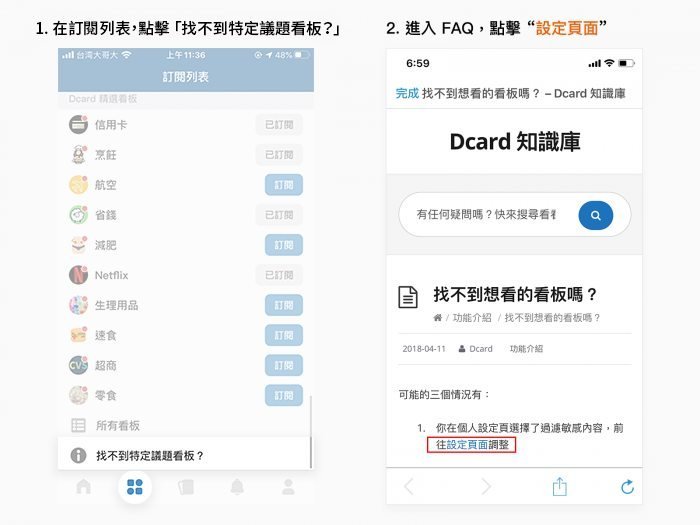 1. 在訂閱列表，點擊「找不到特定議題看板？」
台灣大哥大
上午11:36
48%
訂閱列表
Dcard 精選看板
信用卡
已訂閱
烹飪
已訂閱
航空
訂閱
省錢
已訂閱
減肥
訂閱
Netflix
已訂閱
生理用品
訂閱
速食
訂閱
CVS
超商
訂閱
零食
訂閱
所有看板
找不到特定議題看板？
2. 進入 FAQ，點擊“設定頁面”
6:59
完成 找不到想看的看板嗎？ – Dcard 知識庫
Dcard 知識庫
有任何疑問嗎？快來搜尋看看
找不到想看的看板嗎？
/ 功能介紹 / 找不到想看的看板嗎？
2018-04-11 Dcard 功能介紹
可能的三個情況有：
1. 你在個人設定頁選擇了過濾敏感內容，前
往設定頁面調整